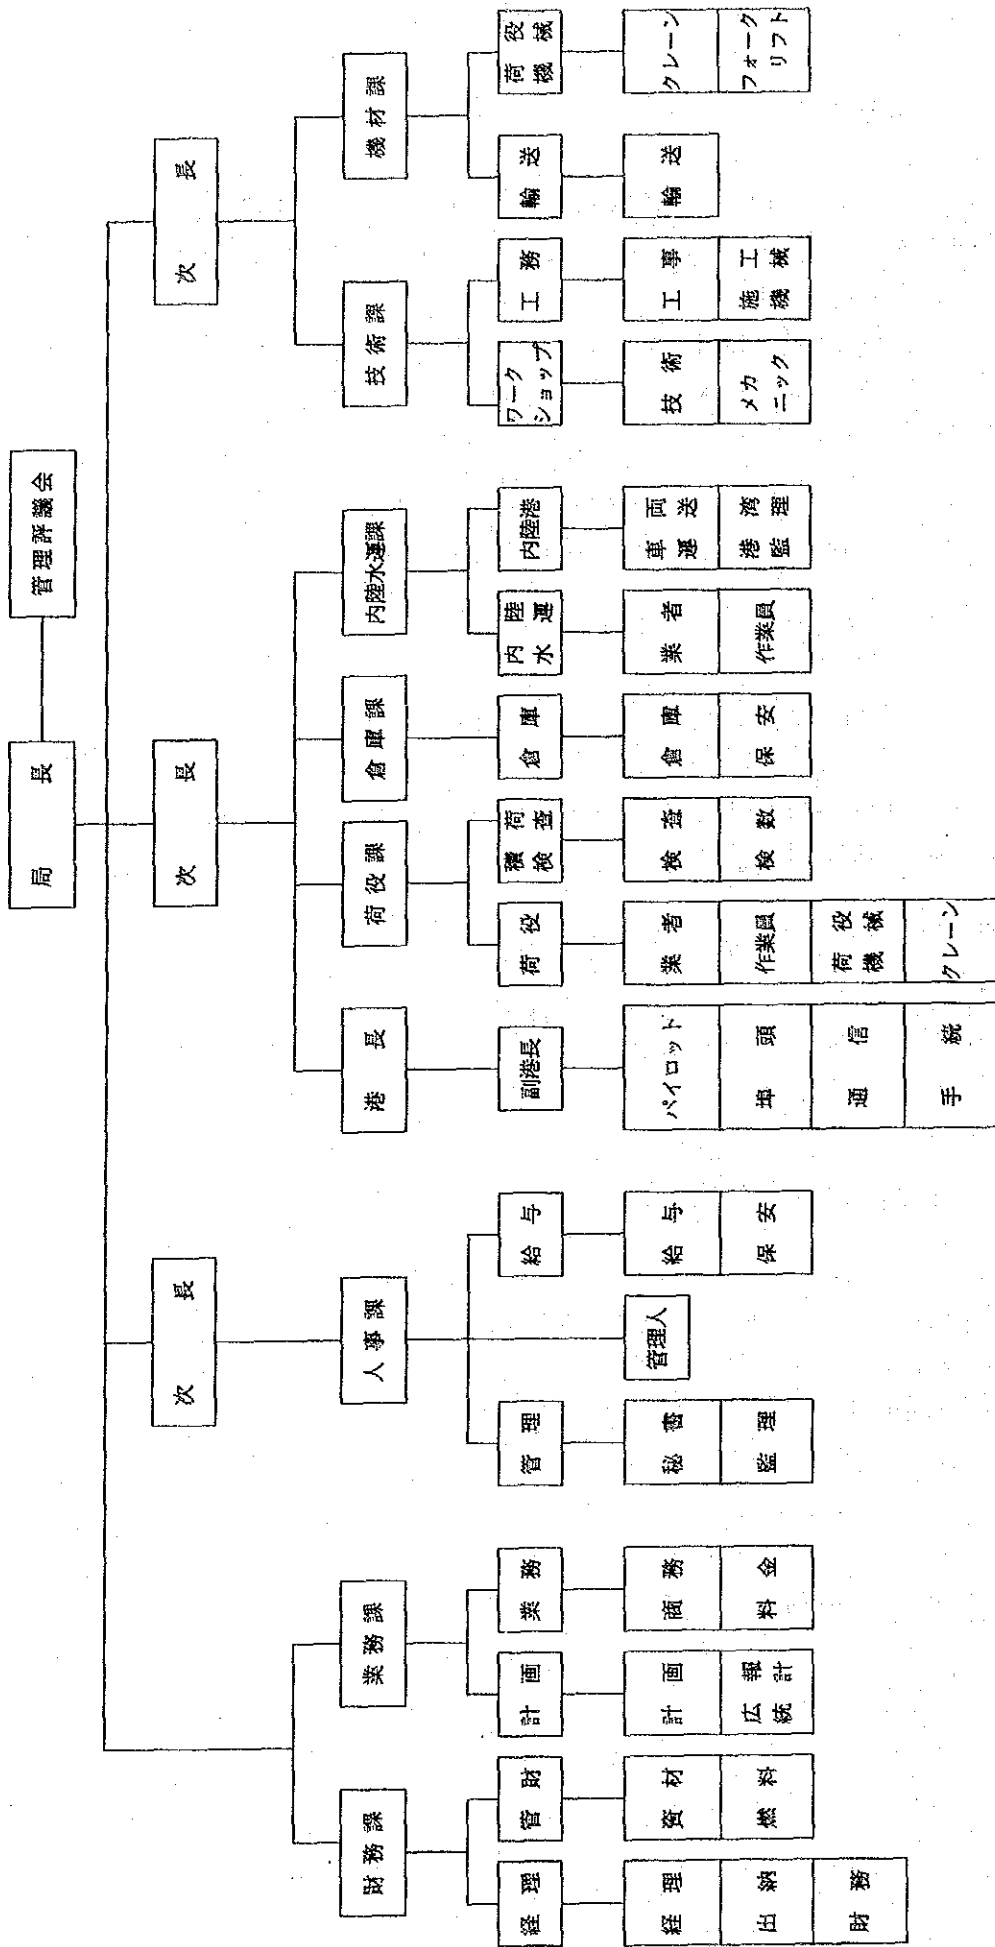 局長
管理評議会
次長
次長
次長
財務課
業務課
人事課
港長
荷役課
倉庫課
内陸水運課
技術課
機材課
経理
管財
計画
業務
管理
給与
副港長
荷役
積荷
検査
倉庫
内陸
水運
内陸港
ワーク
ショップ
工務
輸送
荷役
機械
経理
出納
財務
資材
燃料
計画
広報
統計
商務
料金
秘書
監理
管理人
給与
保安
パイロット
埠頭
通信
手続
業者
作業員
荷役
機械
クレーン
検査
検数
倉庫
保安
業者
作業員
車両
運送
港湾
監理
技術
メカ
ニック
工事
施工
機械
輸送
クレーン
フォーク
リフト